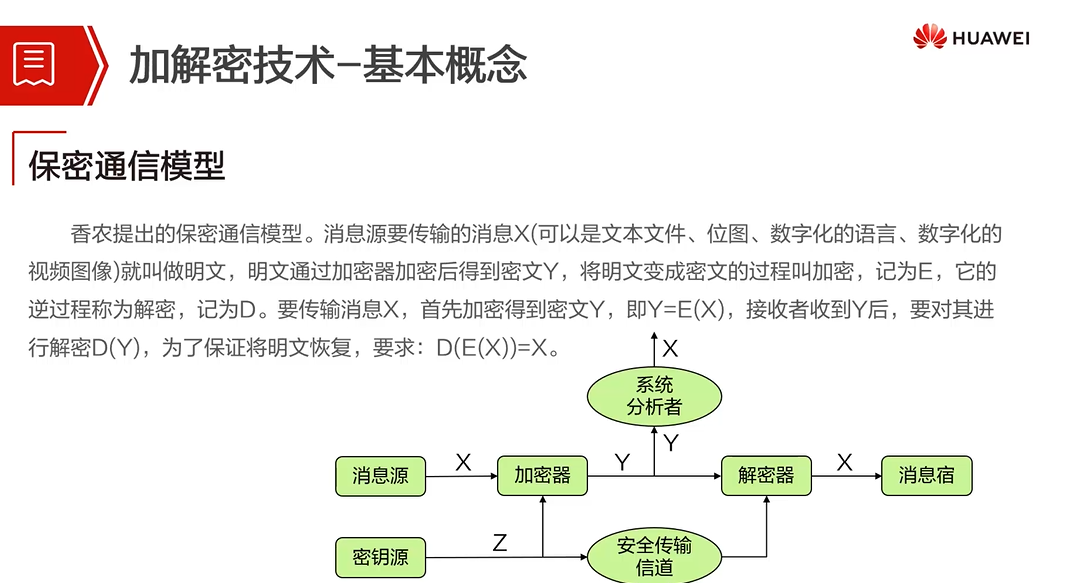 HUAWEI
加解密技术-基本概念
保密通信模型
香农提出的保密通信模型。消息源要传输的消息X(可以是文本文件、位图、数字化的语言、数字化的
视频图像)就叫做明文，明文通过加密器加密后得到密文Y，将明文变成密文的过程叫加密，记为E，它的
逆过程称为解密，记为D。要传输消息X，首先加密得到密文Y，即Y=E(X)，接收者收到Y后，要对其进
行解密D(Y)，为了保证将明文恢复，要求：D(E(X))=X。
X
系统
分析者
Y
消息源
X
加密器
Y
解密器
X
消息宿
密钥源
Z
安全传输
信道